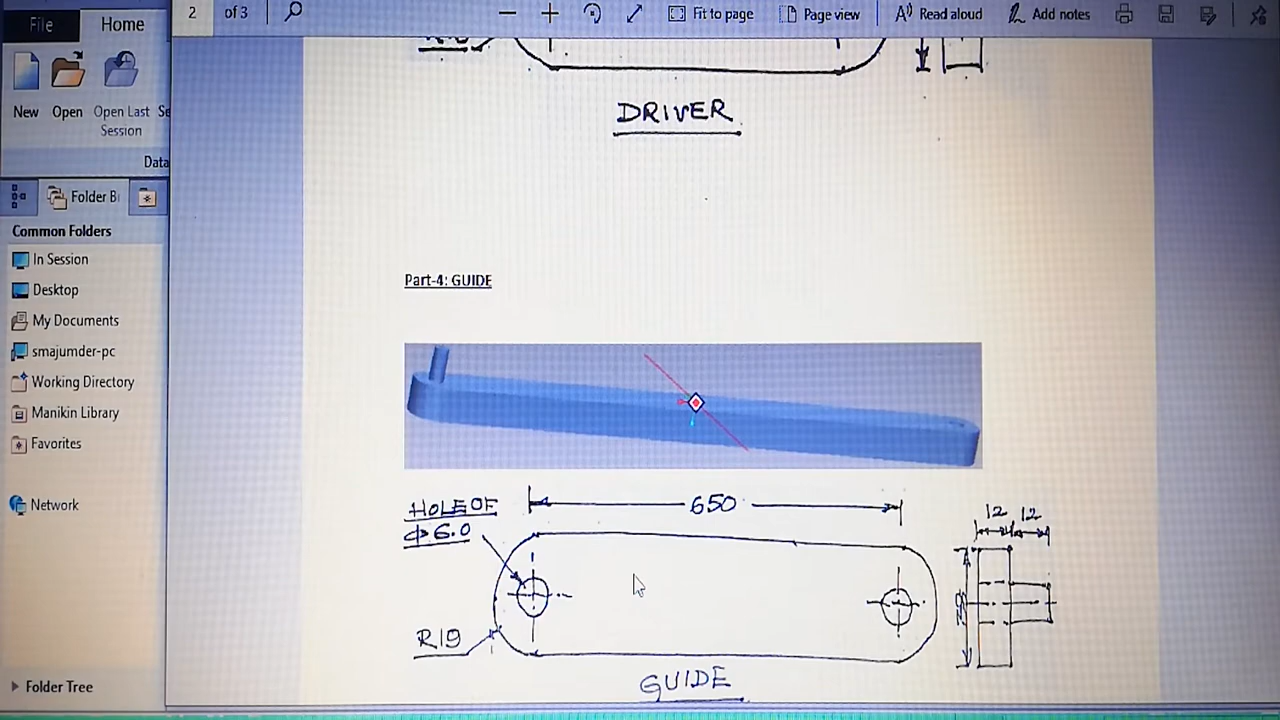 2 of 3 Fit to page Page view Read aloud Add notes
File Home
New Open Open Last Session
Data
Folder B
Common Folders
In Session
Desktop
My Documents
smajumder-pc
Working Directory
Manikin Library
Favorites
Network
Folder Tree
DRIVER
Part-4: GUIDE
HOLE OF
Φ 6.0
650
12 12
R19
GUIDE